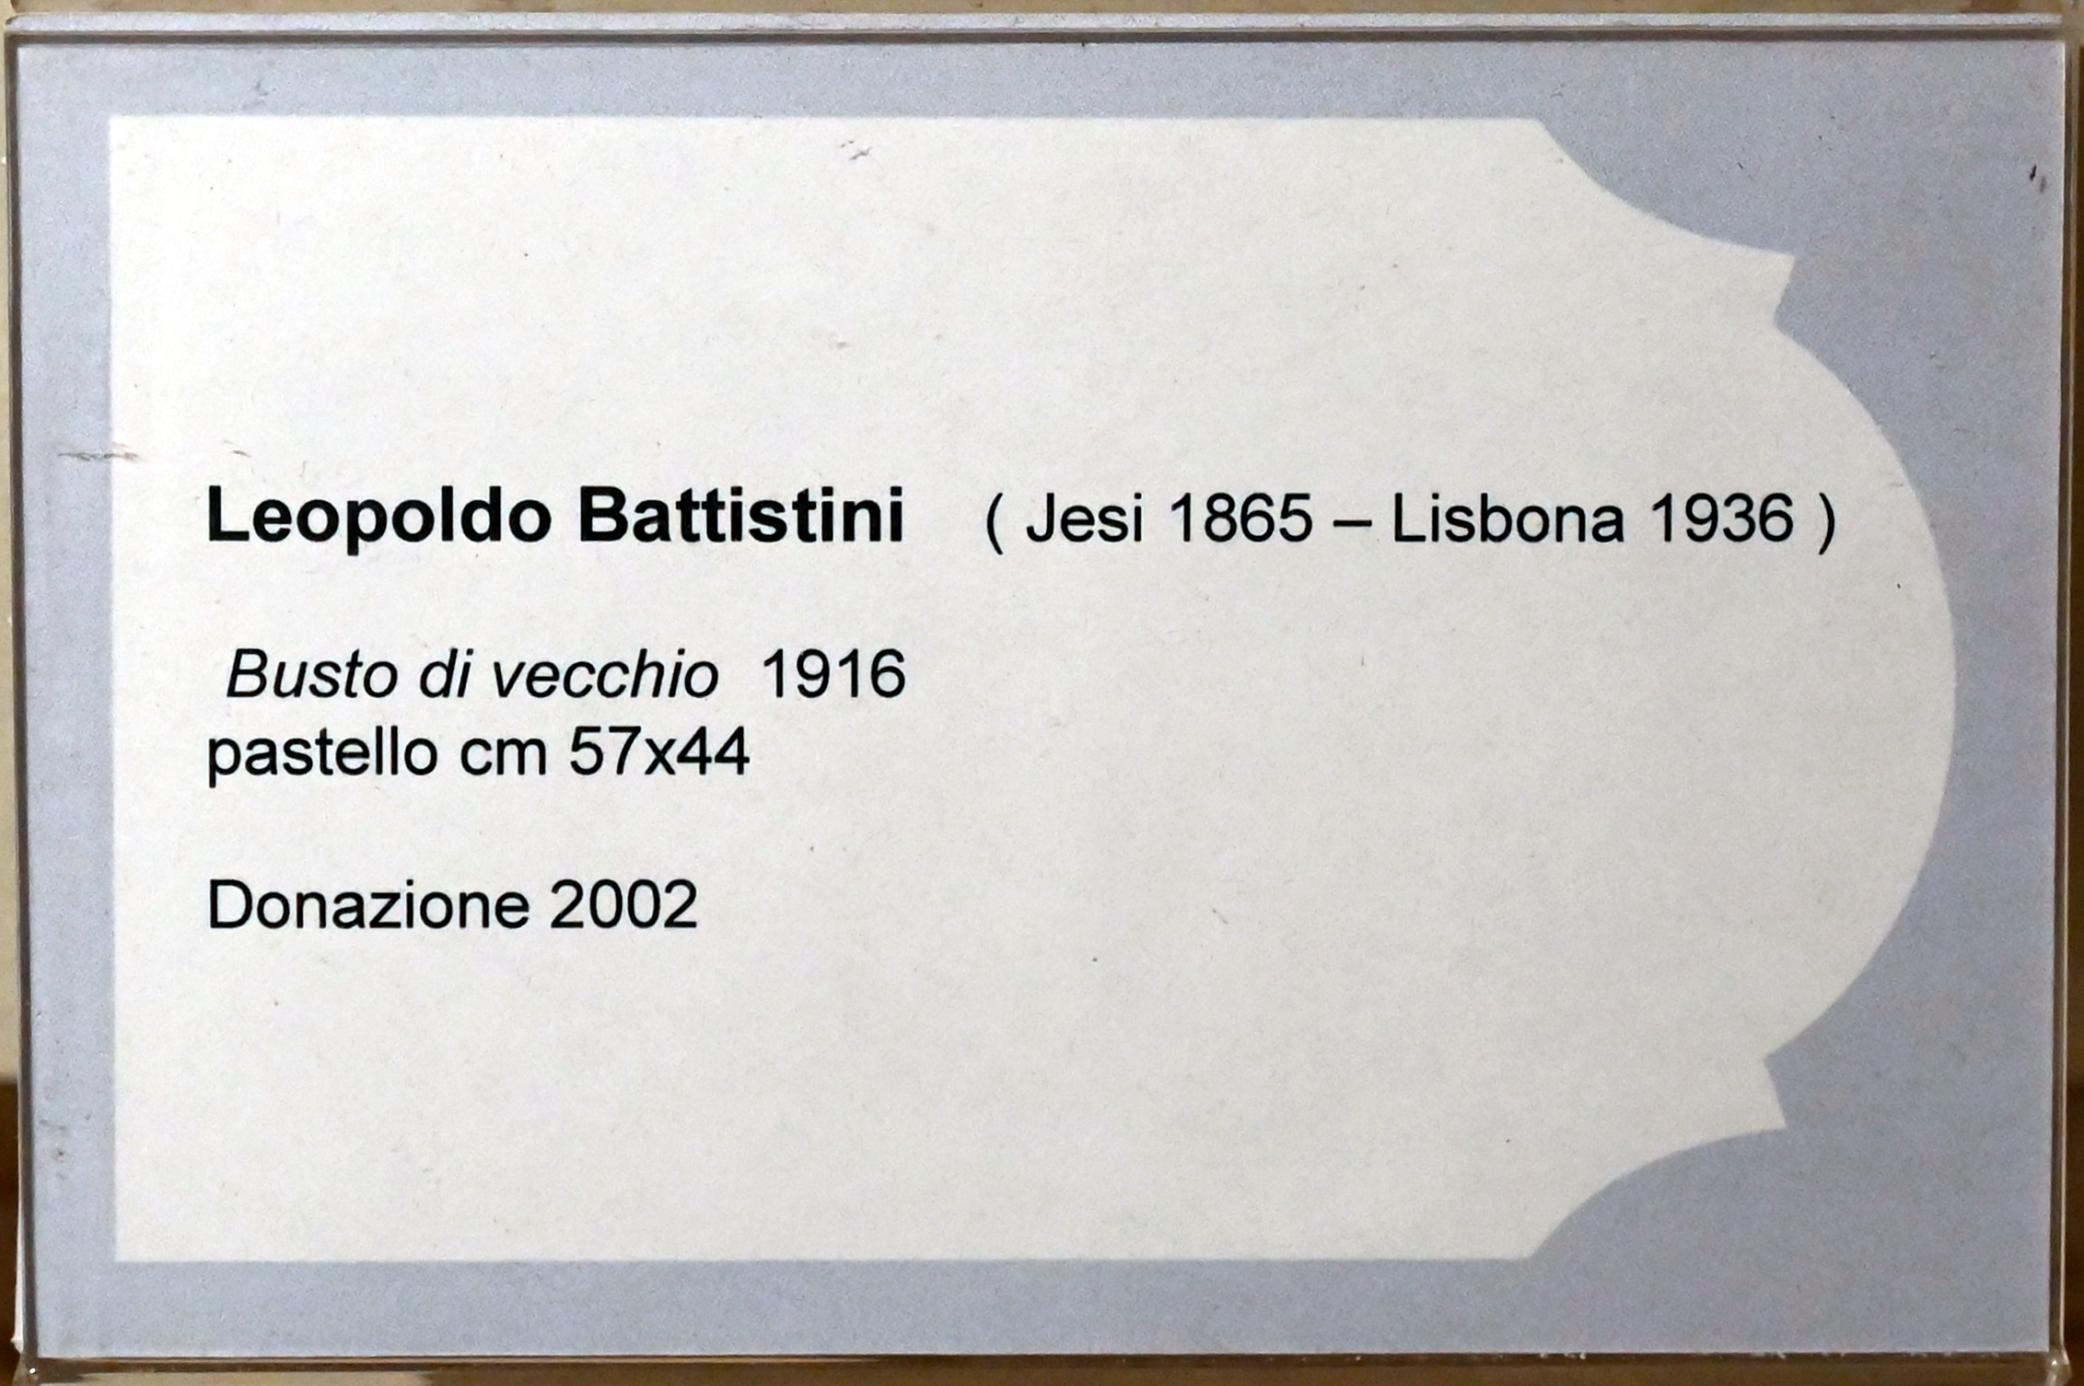 Leopoldo Battistini ( Jesi 1865 – Lisbona 1936 )
Busto di vecchio 1916
pastello cm 57x44
Donazione 2002